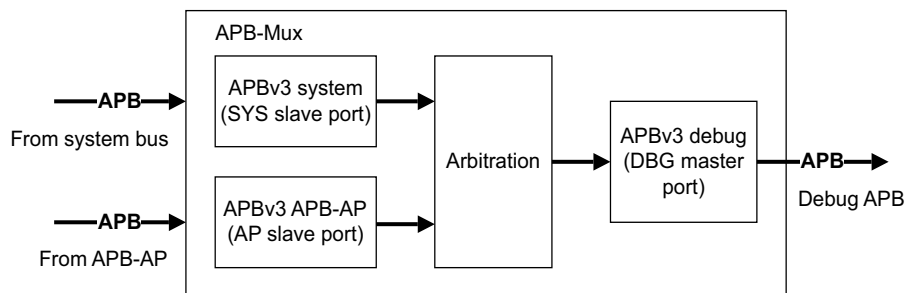 APB-Mux
APBv3 system
(SYS slave port)
APB
From system bus
APBv3 APB-AP
(AP slave port)
APB
From APB-AP
Arbitration
APBv3 debug
(DBG master
port)
APB
Debug APB